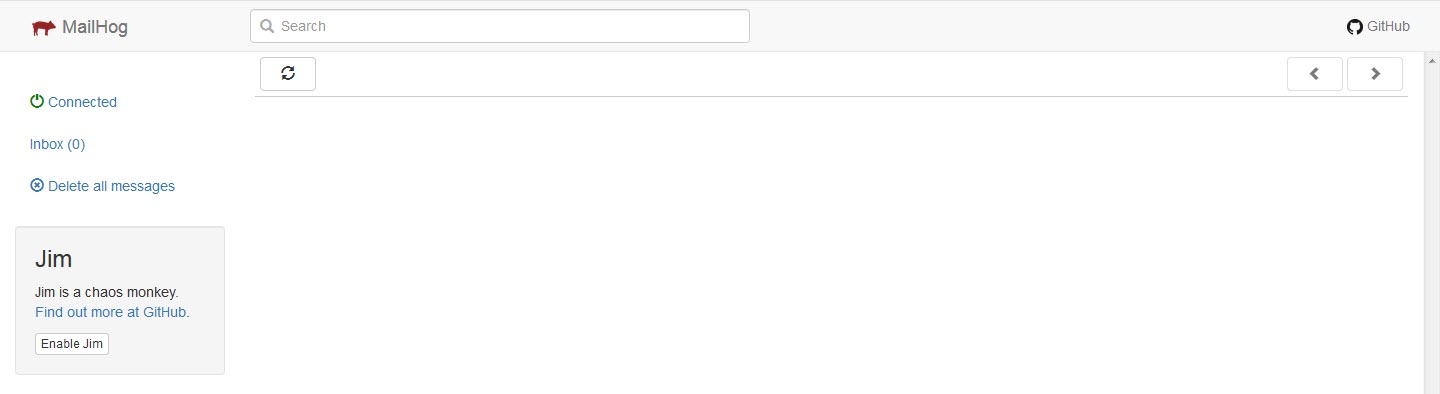 MailHog
Search
GitHub
Connected
Inbox (0)
Delete all messages
Jim
Jim is a chaos monkey.
Find out more at GitHub.
Enable Jim